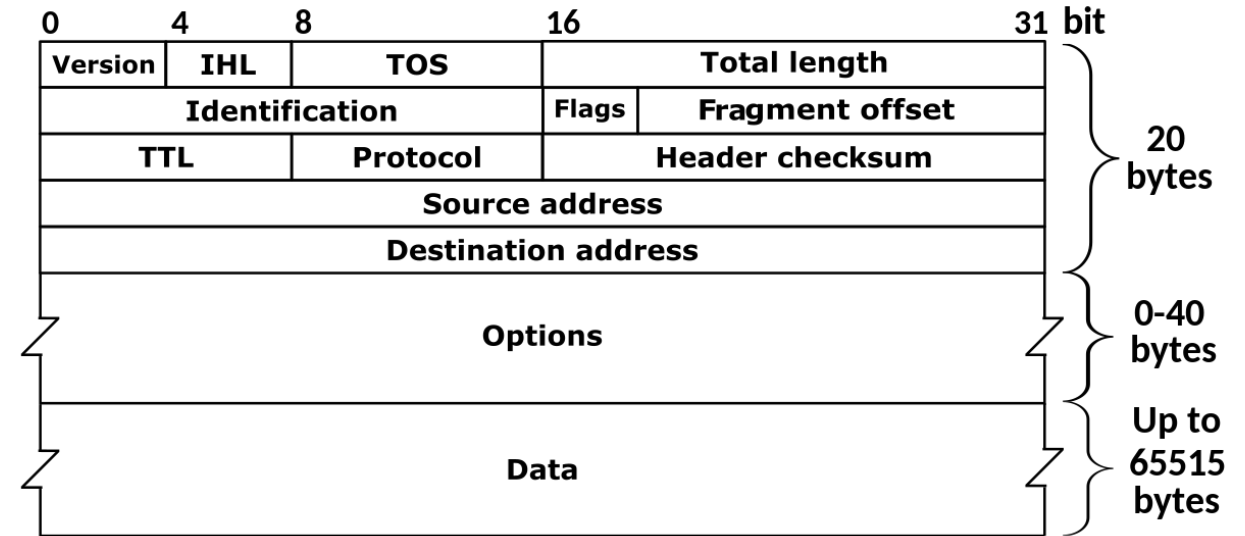 0 4 8 16 31 bit
Version IHL TOS Total length
Identification Flags Fragment offset
TTL Protocol Header checksum
20
bytes
Source address
Destination address
Options
0-40
bytes
Data
Up to
65515
bytes